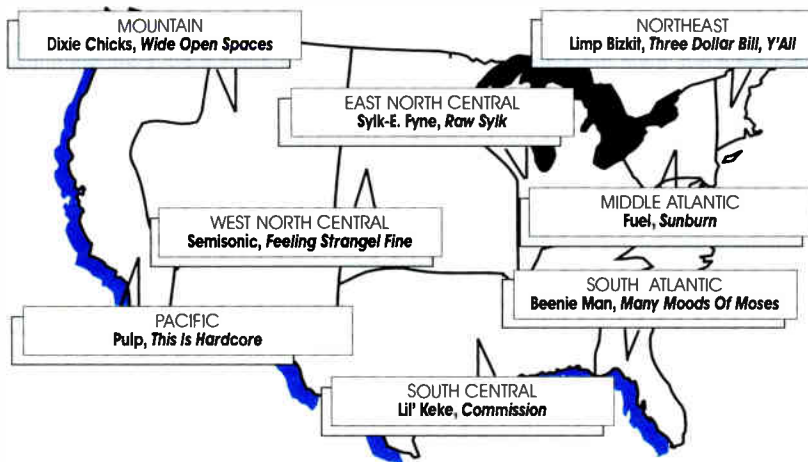 MOUNTAIN
Dixie Chicks, Wide Open Spaces
NORTHEAST
Limp Bizkit, Three Dollar Bill, Y'All
EAST NORTH CENTRAL
Sylk-E. Fyne, Raw Sylk
MIDDLE ATLANTIC
Fuel, Sunburn
WEST NORTH CENTRAL
Semisonic, Feeling Strangel Fine
SOUTH ATLANTIC
Beenie Man, Many Moods Of Moses
PACIFIC
Pulp, This Is Hardcore
SOUTH CENTRAL
Lil' Keke, Commission